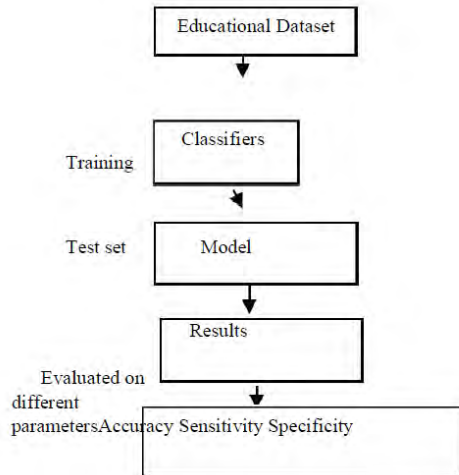 Educational Dataset
Classifiers
Training
Test set
Model
Results
Evaluated on
different
parametersAccuracy Sensitivity Specificity